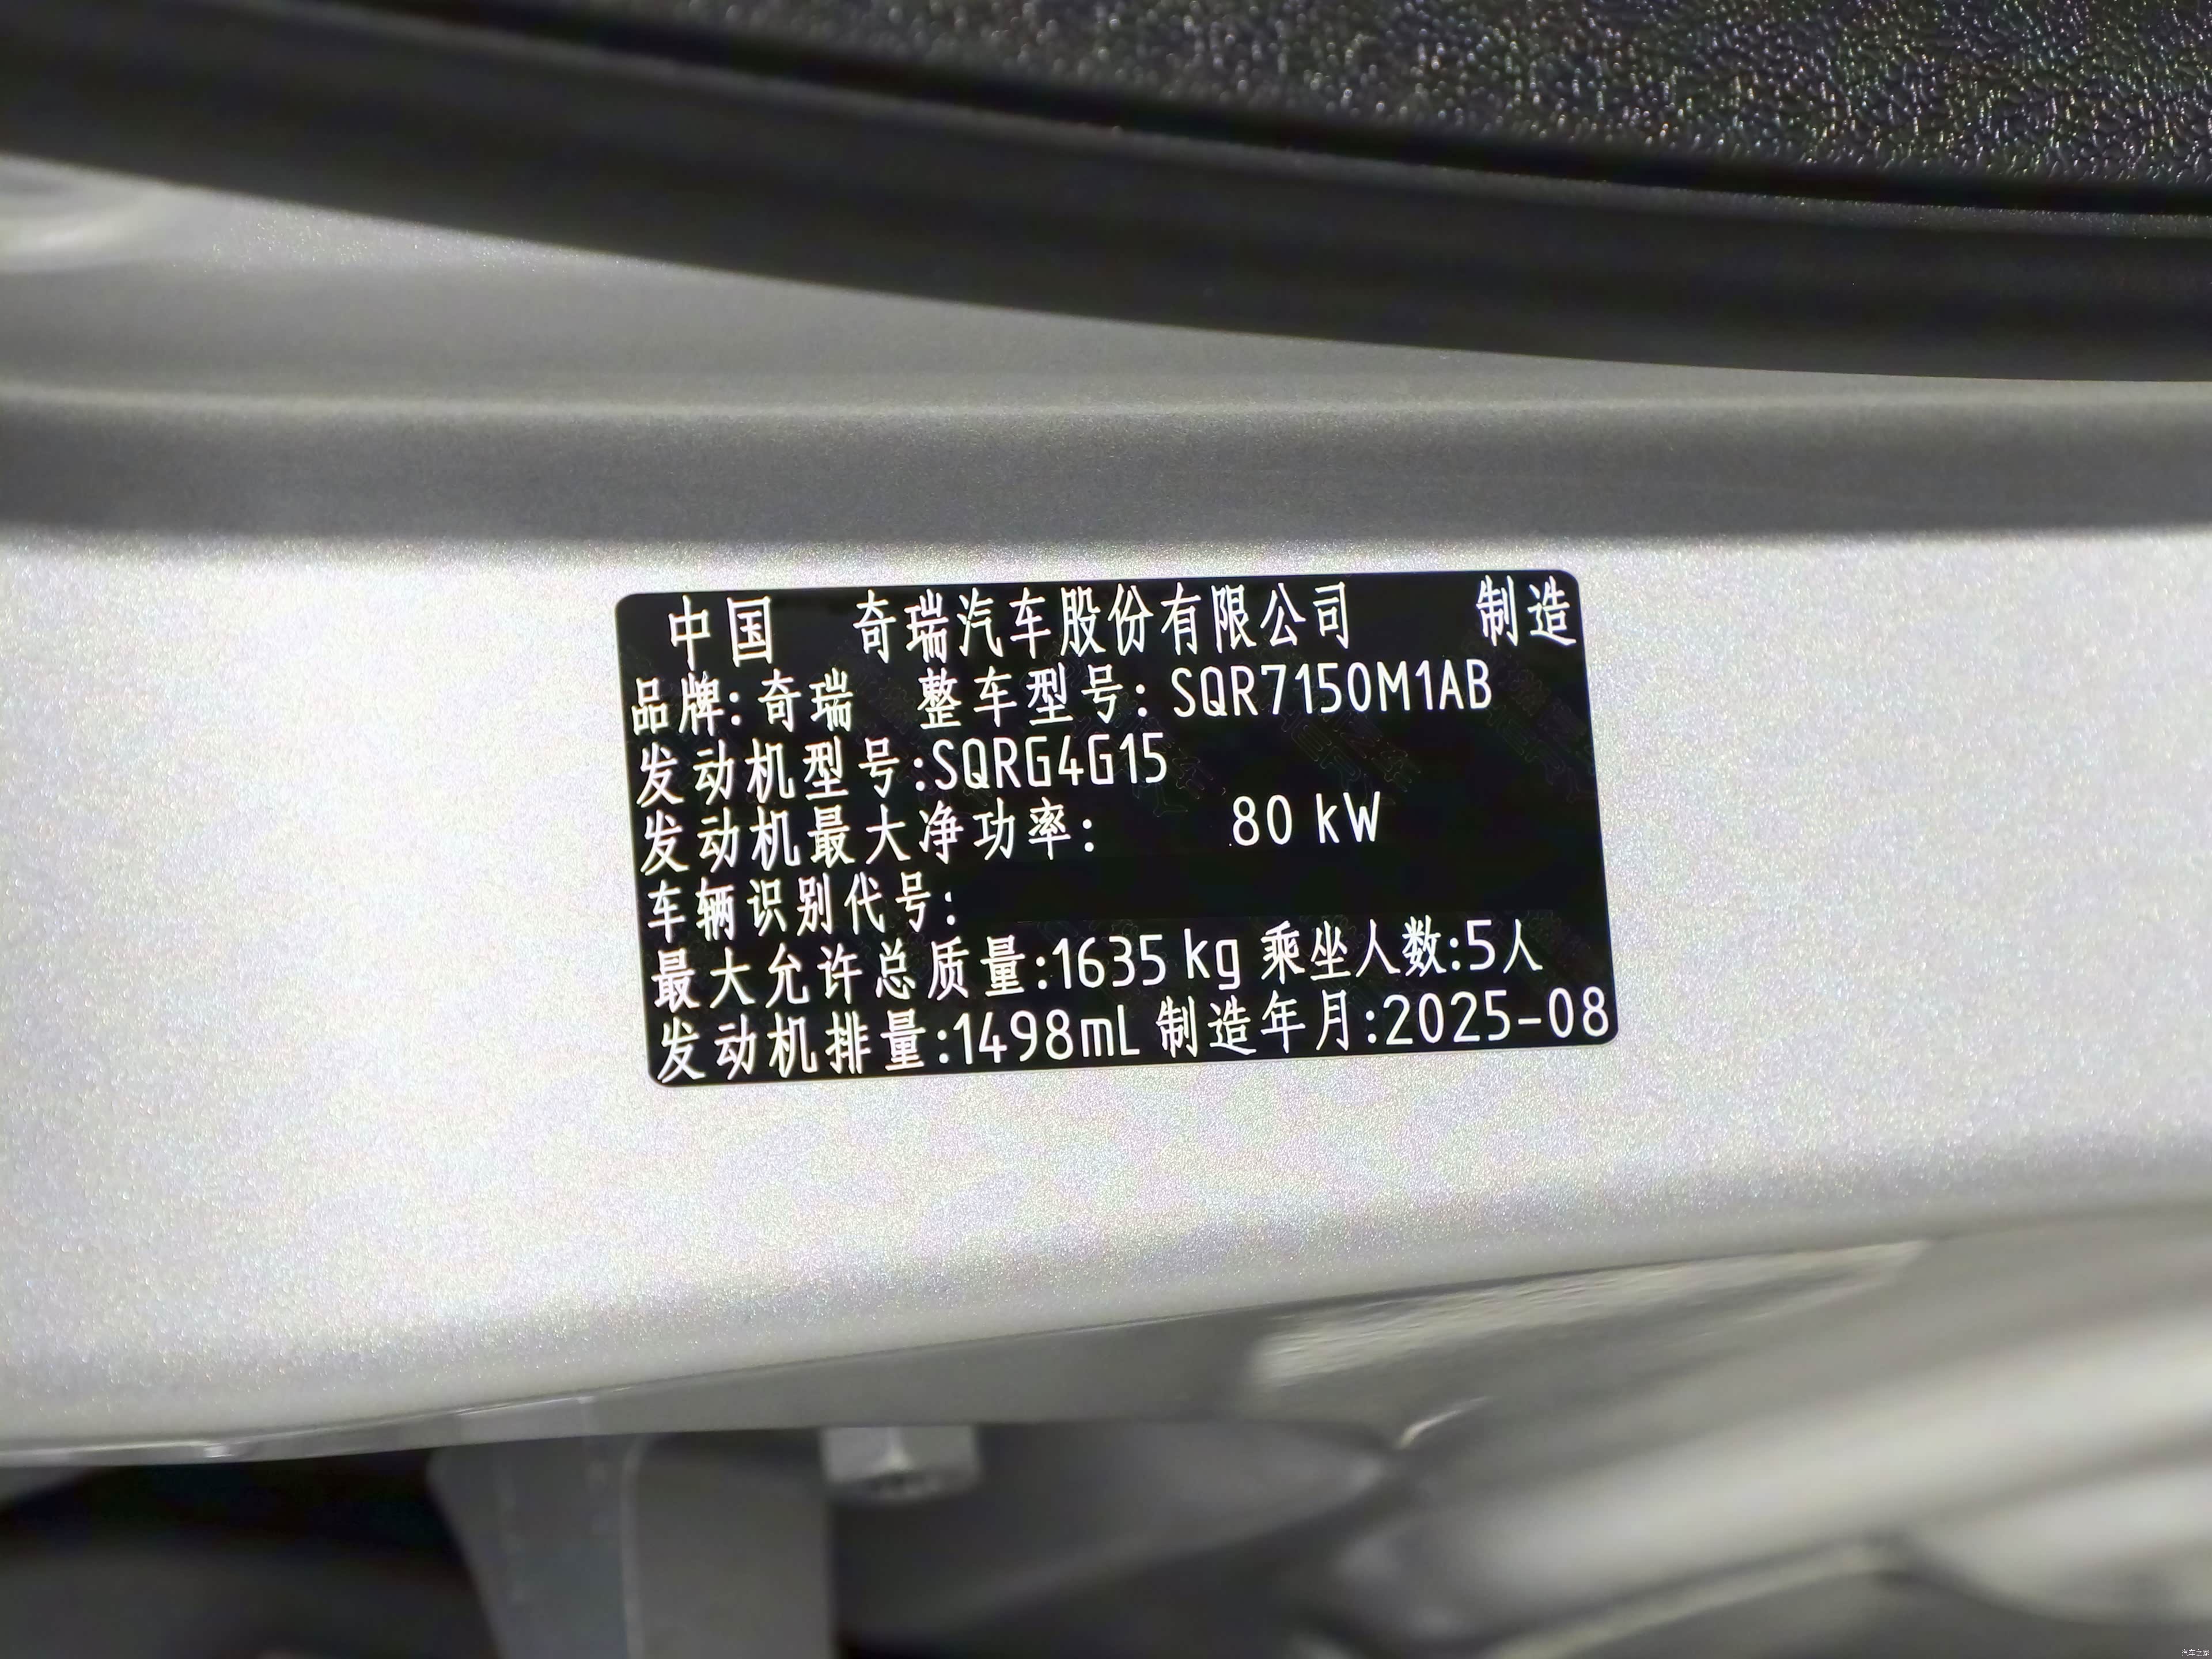 中国 奇瑞汽车股份有限公司 制造
品牌:奇瑞 整车型号:SQR7150M1AB
发动机型号:SQRG4G15
发动机最大净功率: 80 kW
车辆识别代号:
最大允许总质量:1635 kg 乘坐人数:5人
发动机排量:1498mL 制造年月:2025-08
汽车之家